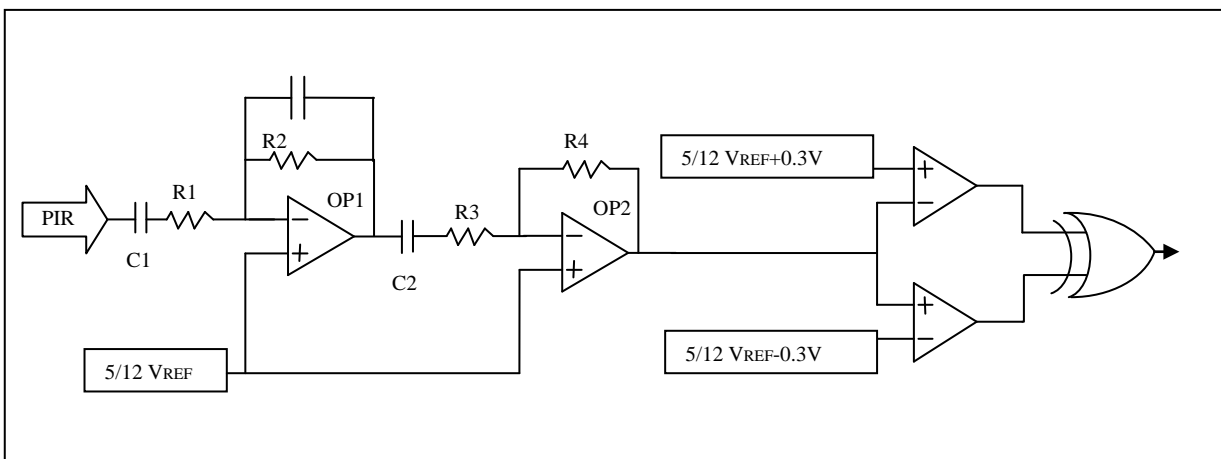 R2
R4
5/12 VREF+0.3V
+
−
PIR
R1
OP1
−
+
C1
R3
OP2
−
+
C2
+
−
5/12 VREF
5/12 VREF-0.3V